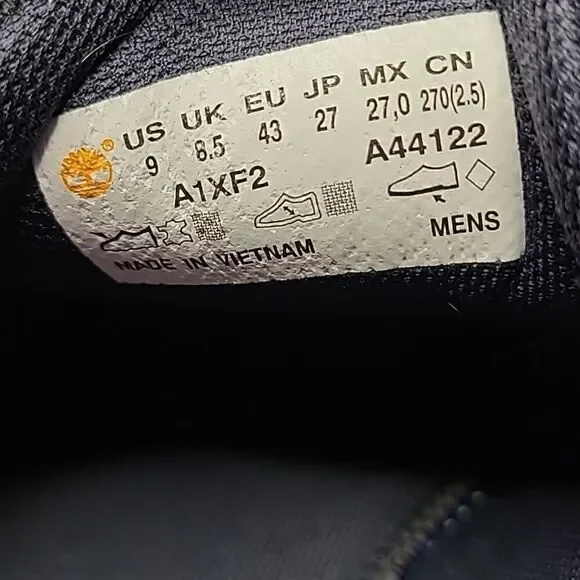 ® US UK EU JP MX CN
9 8.5 43 27 27,0 270(2.5)
A1XF2 A44122
MENS
MADE IN VIETNAM